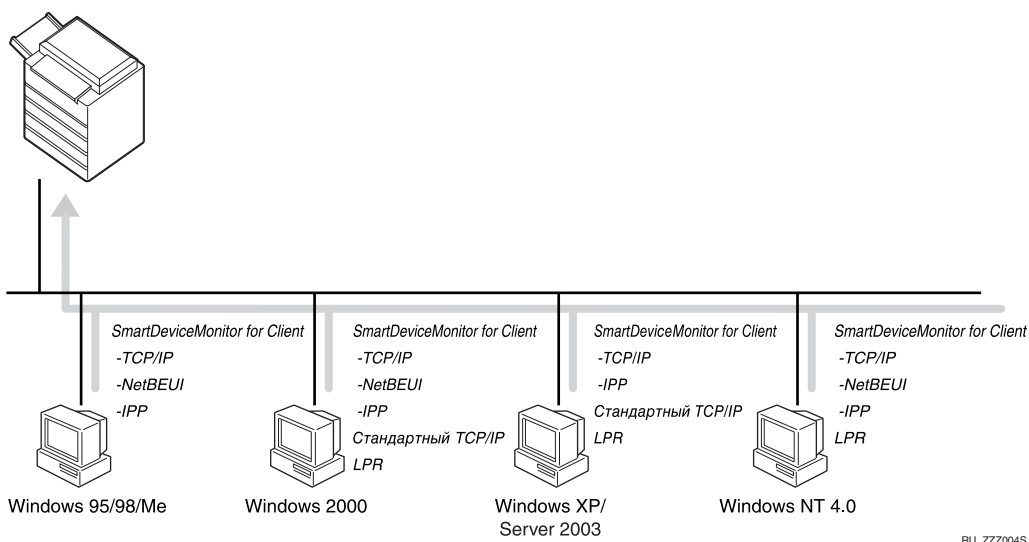 SmartDeviceMonitor for Client
-TCP/IP
-NetBEUI
-IPP
Windows 95/98/Me
SmartDeviceMonitor for Client
-TCP/IP
-NetBEUI
-IPP
Стандартный TCP/IP
LPR
Windows 2000
SmartDeviceMonitor for Client
-TCP/IP
-IPP
Стандартный TCP/IP
LPR
Windows XP/
Server 2003
SmartDeviceMonitor for Client
-TCP/IP
-NetBEUI
-IPP
LPR
Windows NT 4.0
RU ZZZ004S